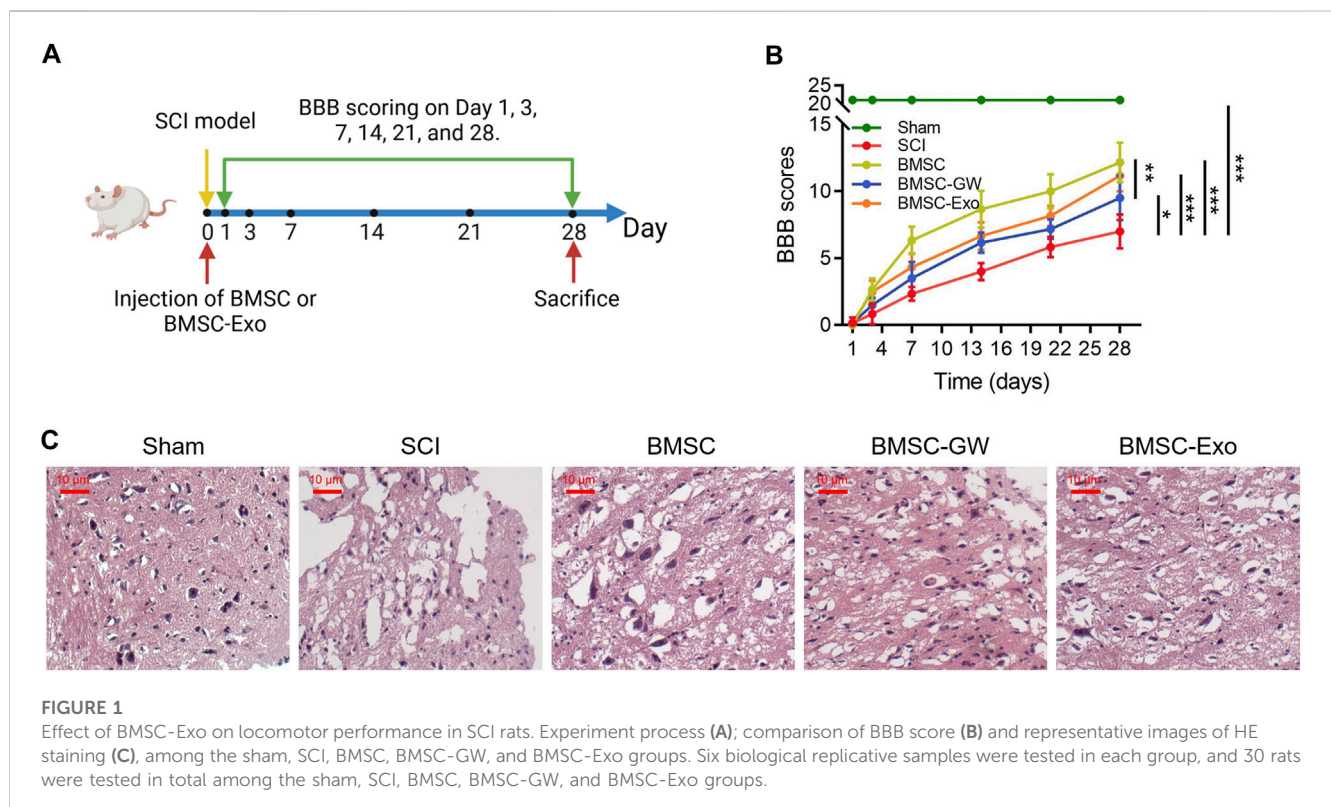 A
SCI model
BBB scoring on Day 1, 3,
7, 14, 21, and 28.
0 1 3 7 14 21 28 Day
Injection of BMSC or
BMSC-Exo
Sacrifice
B
25
20
15
10
5
0
BBB scores
Sham
SCI
BMSC
BMSC-GW
BMSC-Exo
**
*
***
***
***
1 4 7 10 13 16 19 22 25 28
Time (days)
C
Sham SCI BMSC BMSC-GW BMSC-Exo
10 µm 10 µm 10 µm 10 µm 10 µm
FIGURE 1
Effect of BMSC-Exo on locomotor performance in SCI rats. Experiment process (A); comparison of BBB score (B) and representative images of HE
staining (C), among the sham, SCI, BMSC, BMSC-GW, and BMSC-Exo groups. Six biological replicative samples were tested in each group, and 30 rats
were tested in total among the sham, SCI, BMSC, BMSC-GW, and BMSC-Exo groups.